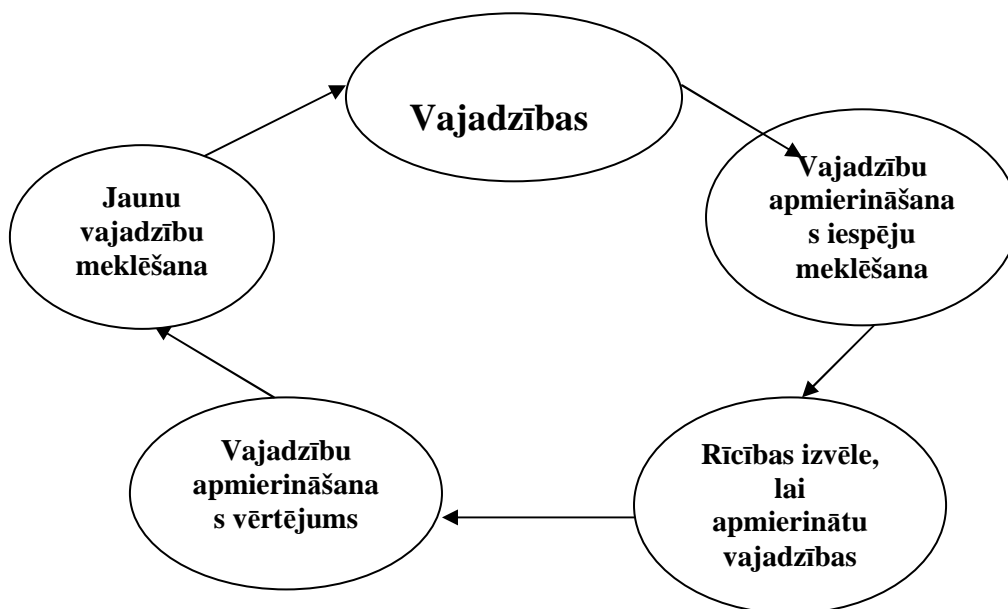 Vajadzības
Vajadzību
apmierināšana
s iespēju
meklēšana
Rīcības izvēle,
lai
apmierinātu
vajadzības
Vajadzību
apmierināšana
s vērtējums
Jaunu
vajadzību
meklēšana